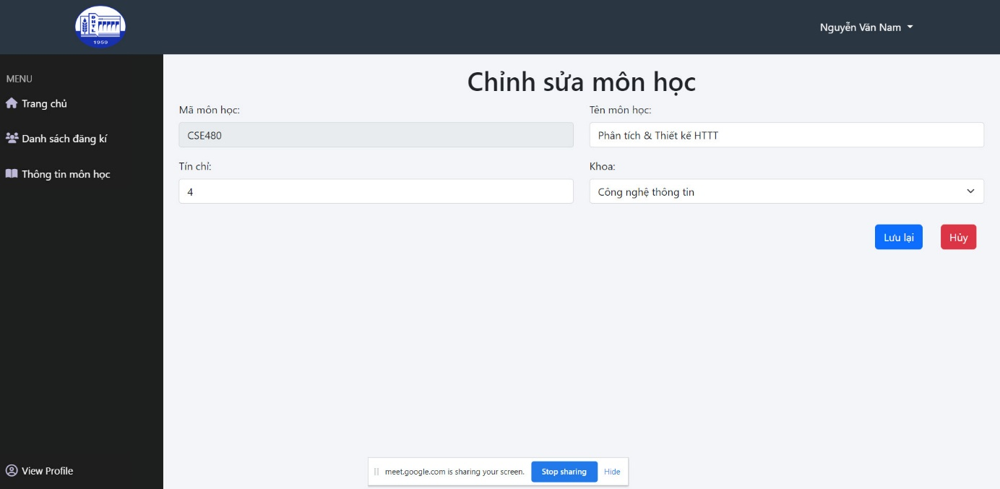 ĐHTL
1959
Nguyễn Văn Nam
MENU
Trang chủ
Danh sách đăng kí
Thông tin môn học
Chỉnh sửa môn học
Mã môn học:
Tên môn học:
CSE480
Phân tích & Thiết kế HTTT
Tín chỉ:
Khoa:
4
Công nghệ thông tin
Lưu lại
Hủy
View Profile
meet.google.com is sharing your screen.
Stop sharing
Hide